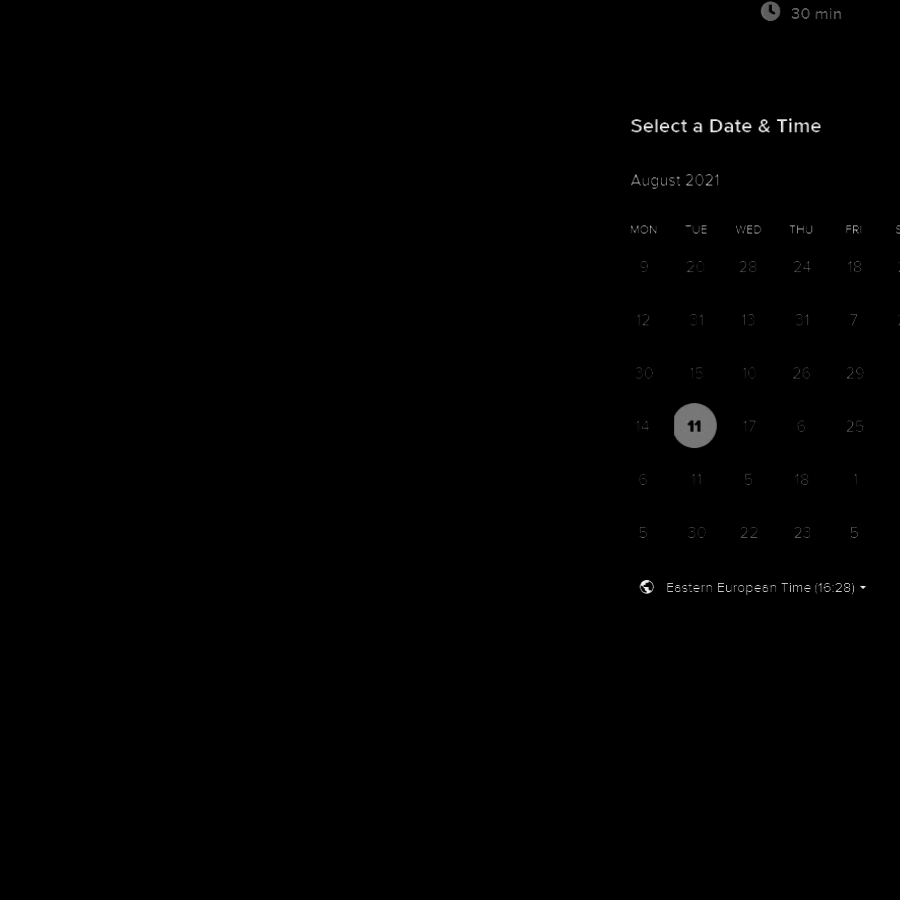 30 min
Select a Date & Time
August 2021
MON TUE WED THU FRI
9 20 28 24 18
12 31 13 31 7
30 15 10 26 29
14 11 17 6 25
6 11 5 18 1
5 30 22 23 5
Eastern European Time (16:28)